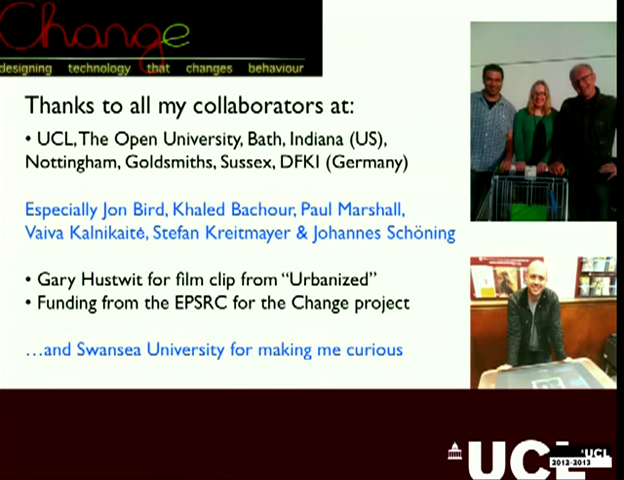 Change
designing technology that changes behaviour
Thanks to all my collaborators at:
• UCL, The Open University, Bath, Indiana (US),
Nottingham, Goldsmiths, Sussex, DFKI (Germany)
Especially Jon Bird, Khaled Bachour, Paul Marshall,
Vaiva Kalnikaitė, Stefan Kreitmayer & Johannes Schöning
• Gary Hustwit for film clip from “Urbanized”
• Funding from the EPSRC for the Change project
…and Swansea University for making me curious
UCL
UCL
2012-2013